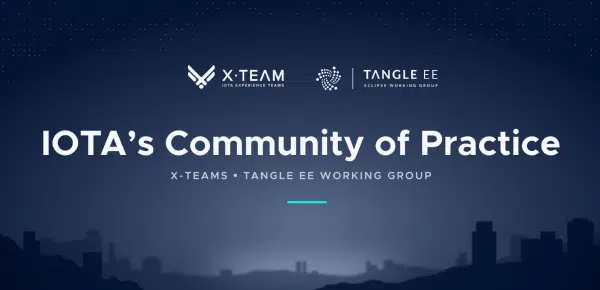 X·TEAM
IOTA EXPERIENCE TEAMS
TANGLE EE
ECLIPSE WORKING GROUP
IOTA’s Community of Practice
X-TEAMS • TANGLE EE WORKING GROUP